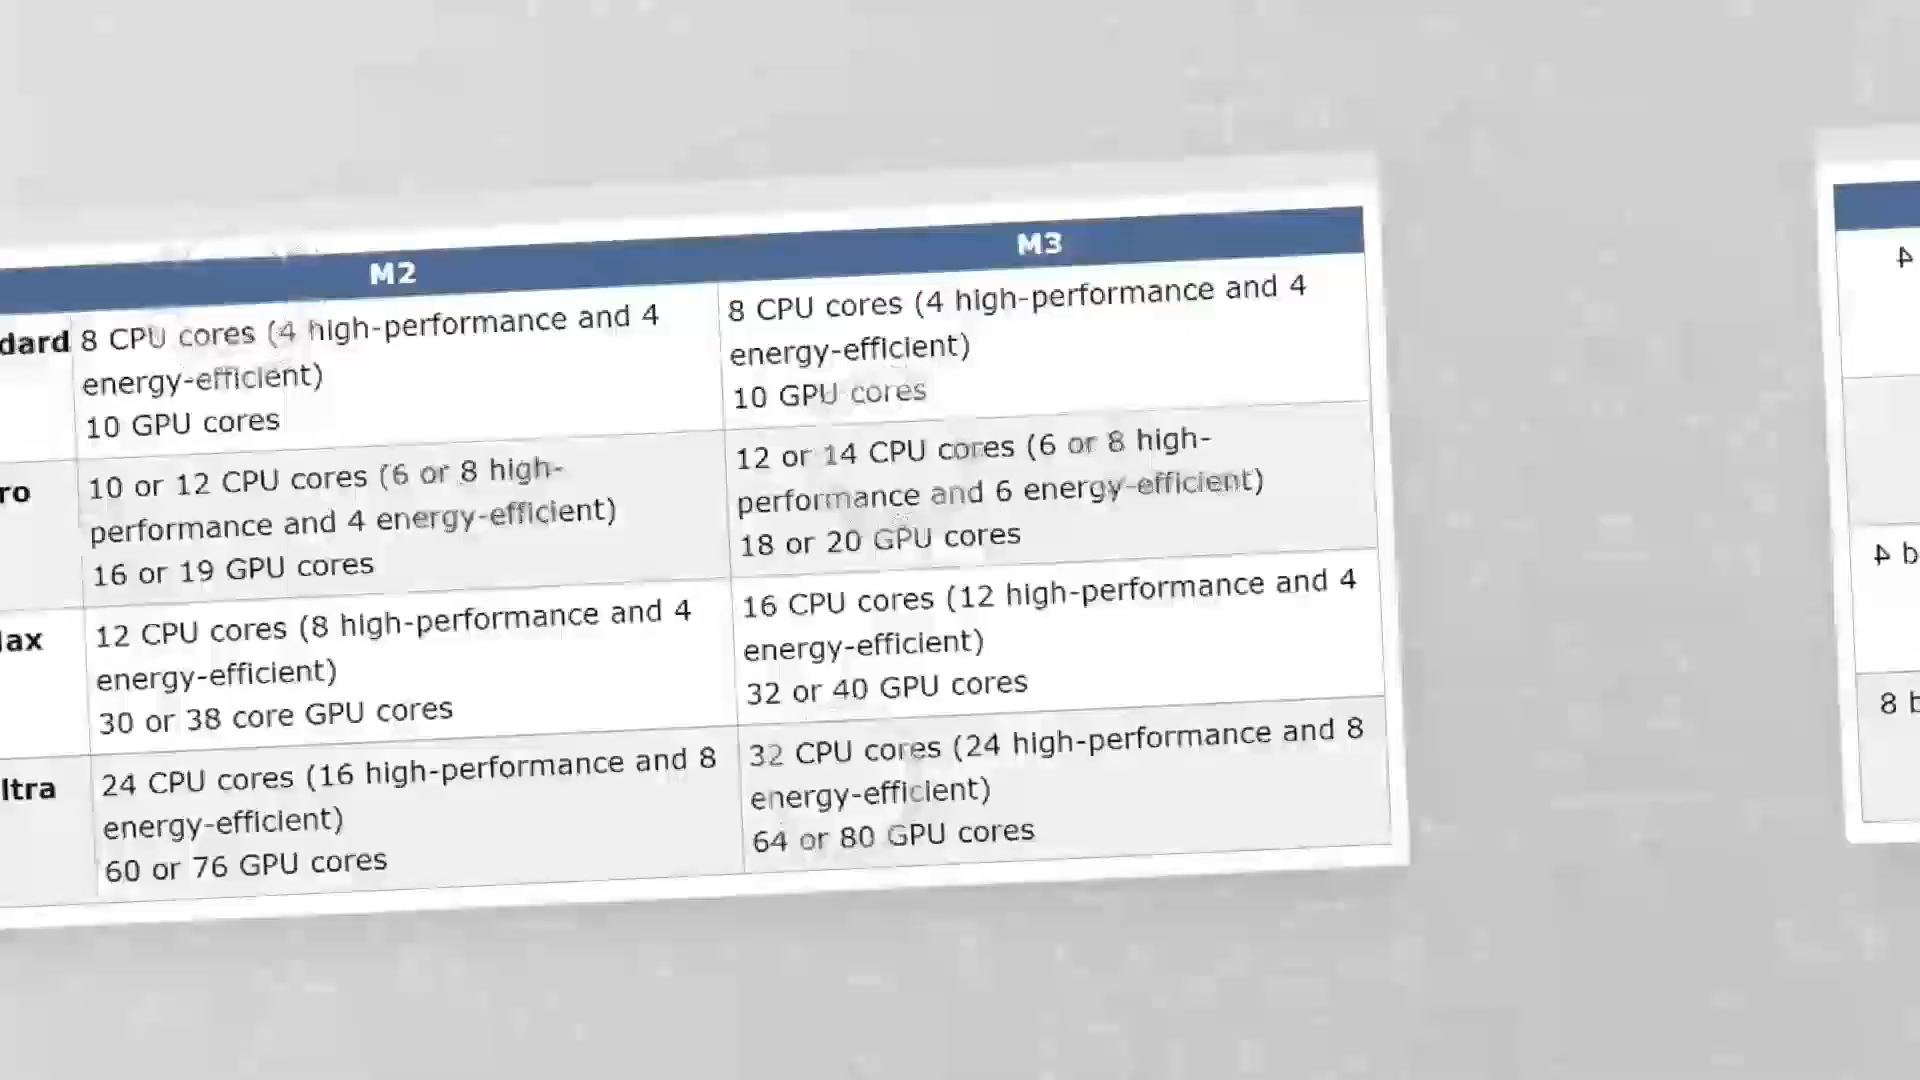 M2 M3
dard 8 CPU cores (4 high-performance and 4
energy-efficient)
10 GPU cores
8 CPU cores (4 high-performance and 4
energy-efficient)
10 GPU cores
ro 10 or 12 CPU cores (6 or 8 high-
performance and 4 energy-efficient)
16 or 19 GPU cores
12 or 14 CPU cores (6 or 8 high-
performance and 6 energy-efficient)
18 or 20 GPU cores
ax 12 CPU cores (8 high-performance and 4
energy-efficient)
30 or 38 core GPU cores
16 CPU cores (12 high-performance and 4
energy-efficient)
32 or 40 GPU cores
ltra 24 CPU cores (16 high-performance and 8
energy-efficient)
60 or 76 GPU cores
32 CPU cores (24 high-performance and 8
energy-efficient)
64 or 80 GPU cores